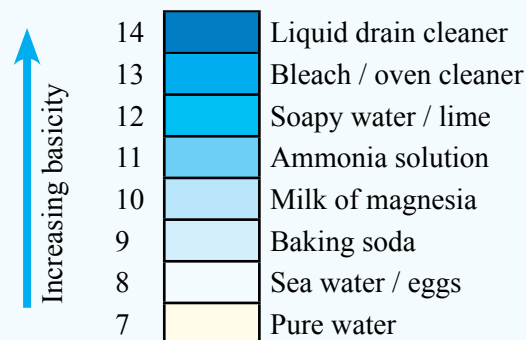 14 Liquid drain cleaner
13 Bleach / oven cleaner
12 Soapy water / lime
11 Ammonia solution
10 Milk of magnesia
9 Baking soda
8 Sea water / eggs
7 Pure water
Increasing basicity